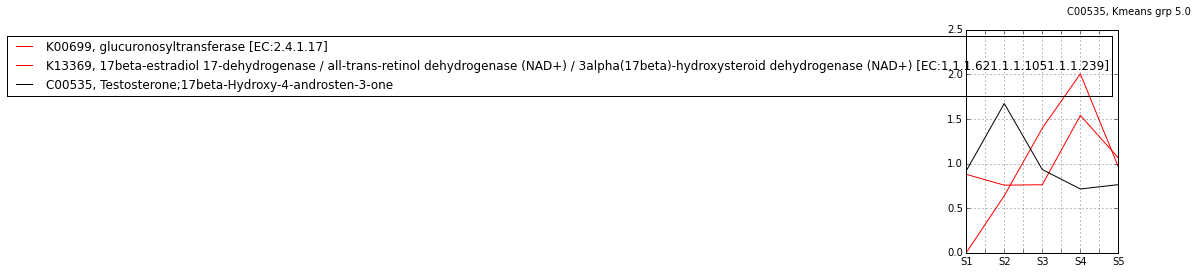 C00535, Kmeans grp 5.0
K00699, glucuronosyltransferase [EC:2.4.1.17]
K13369, 17beta-estradiol 17-dehydrogenase / all-trans-retinol dehydrogenase (NAD+) / 3alpha(17beta)-hydroxysteroid dehydrogenase (NAD+) [EC:1.1.1.621.1.1.1051.1.1.239]
C00535, Testosterone;17beta-Hydroxy-4-androsten-3-one
2.5
2.0
1.5
1.0
0.5
0.0
S1 S2 S3 S4 S5